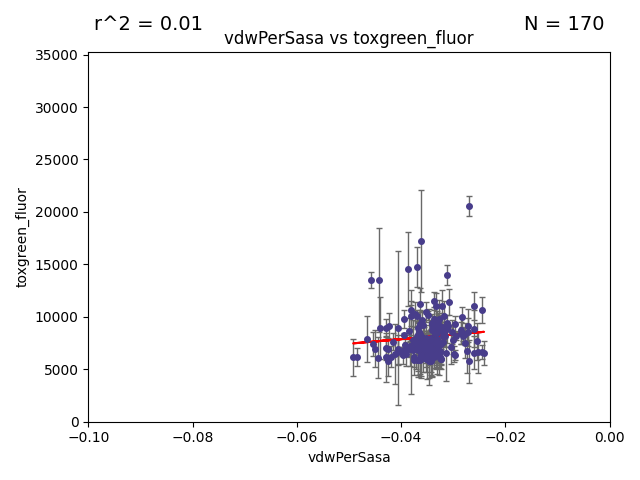 r^2 = 0.01
N = 170
vdwPerSasa vs toxgreen_fluor
35000
30000
25000
20000
15000
10000
5000
0
toxgreen_fluor
−0.10
−0.08
−0.06
−0.04
−0.02
0.00
vdwPerSasa